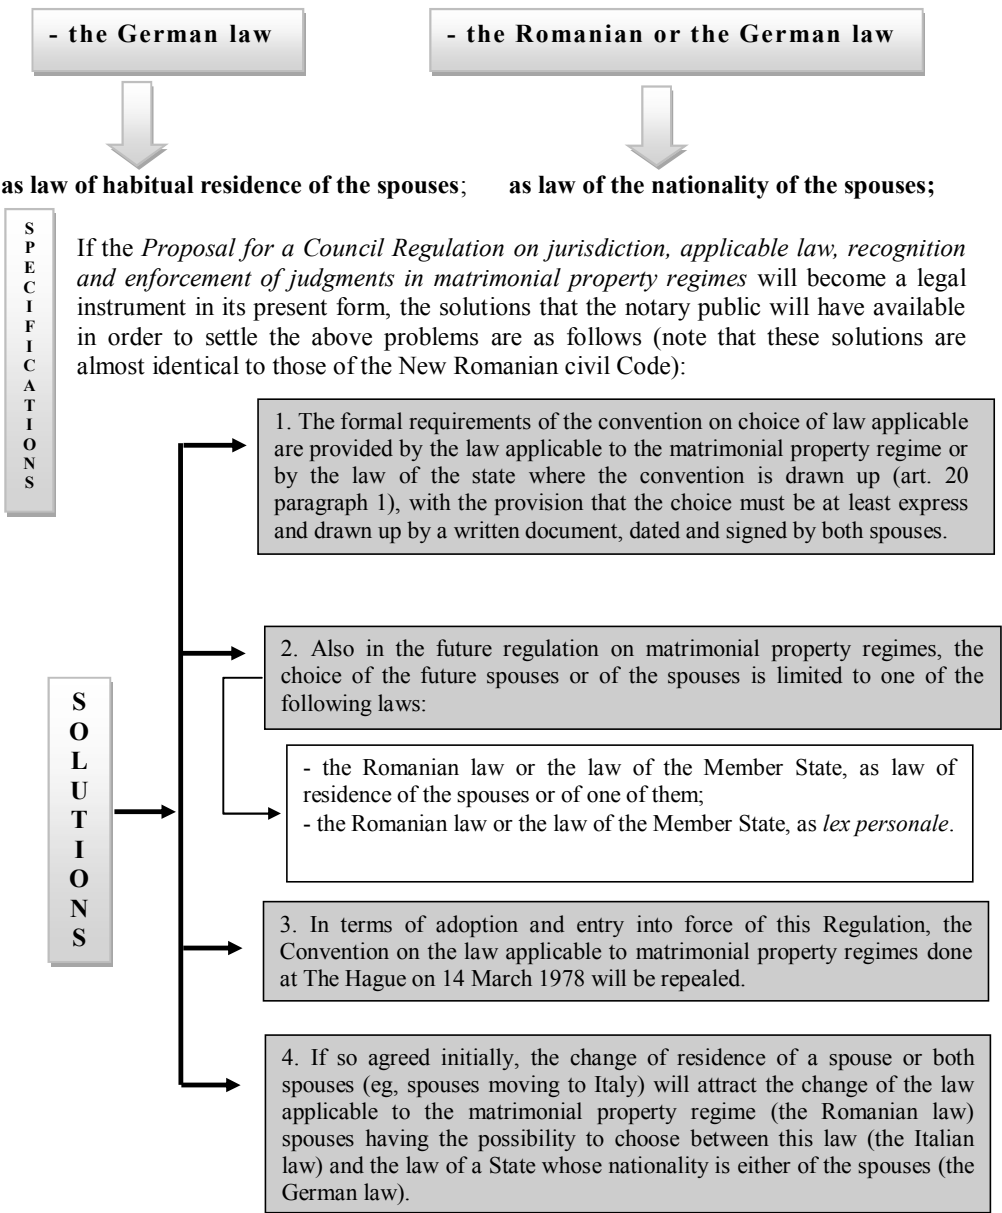 - the German law
- the Romanian or the German law
as law of habitual residence of the spouses;
as law of the nationality of the spouses;
SPECIFICATIONS
If the Proposal for a Council Regulation on jurisdiction, applicable law, recognition
and enforcement of judgments in matrimonial property regimes will become a legal
instrument in its present form, the solutions that the notary public will have available
in order to settle the above problems are as follows (note that these solutions are
almost identical to those of the New Romanian civil Code):
1. The formal requirements of the convention on choice of law applicable
are provided by the law applicable to the matrimonial property regime or
by the law of the state where the convention is drawn up (art. 20
paragraph 1), with the provision that the choice must be at least express
and drawn up by a written document, dated and signed by both spouses.
SOLUTIONS
2. Also in the future regulation on matrimonial property regimes, the
choice of the future spouses or of the spouses is limited to one of the
following laws:
- the Romanian law or the law of the Member State, as law of
residence of the spouses or of one of them;
- the Romanian law or the law of the Member State, as lex personale.
3. In terms of adoption and entry into force of this Regulation, the
Convention on the law applicable to matrimonial property regimes done
at The Hague on 14 March 1978 will be repealed.
4. If so agreed initially, the change of residence of a spouse or both
spouses (eg, spouses moving to Italy) will attract the change of the law
applicable to the matrimonial property regime (the Romanian law)
spouses having the possibility to choose between this law (the Italian
law) and the law of a State whose nationality is either of the spouses (the
German law).